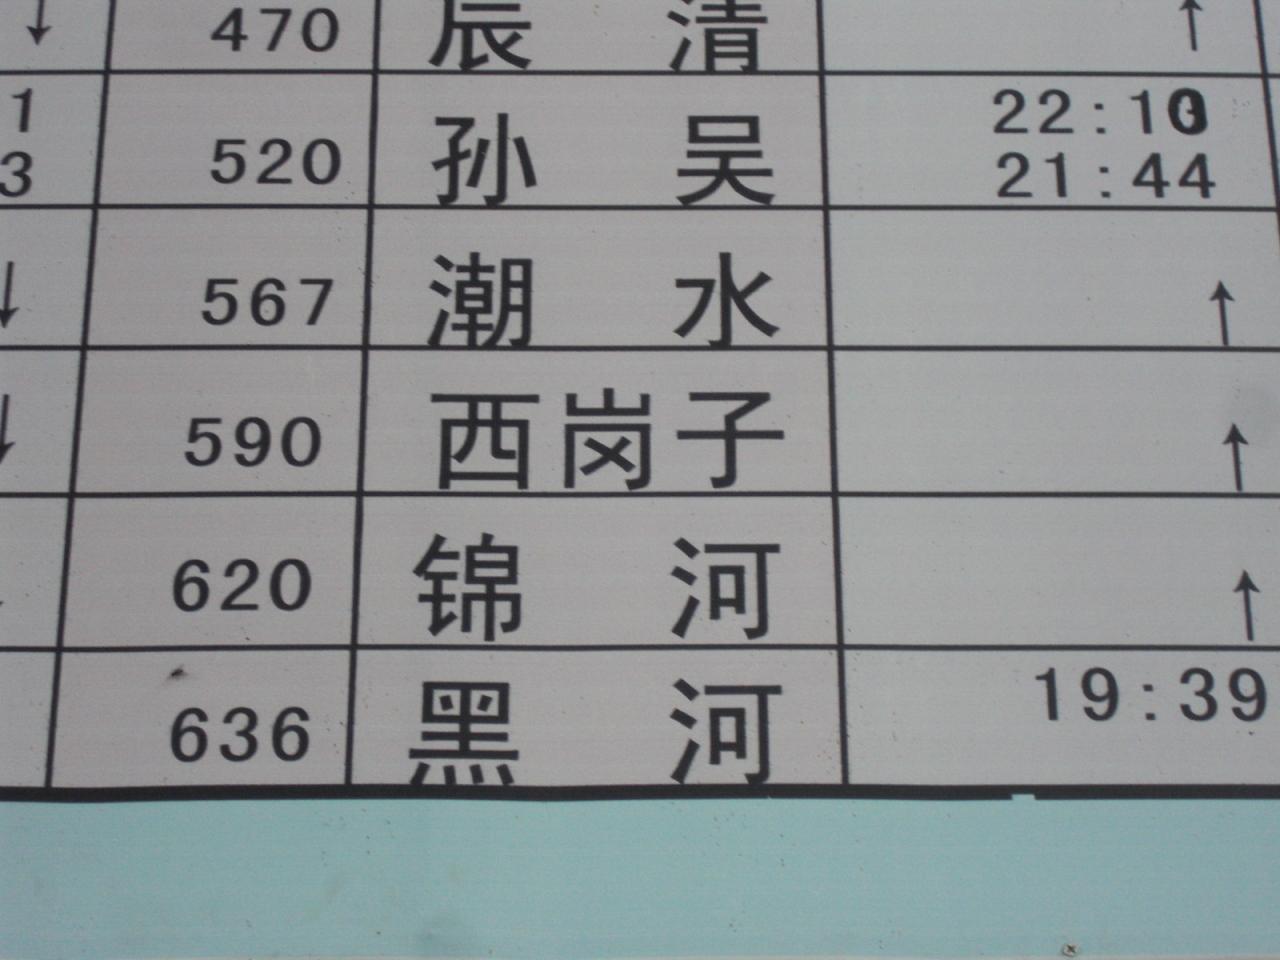 ↓ 470 辰 清 ↑
1 22:10
3 520 孙 吴 21:44
↓ 567 潮 水 ↑
↓ 590 西岗子 ↑
620 锦 河 ↑
636 黑 河 19:39